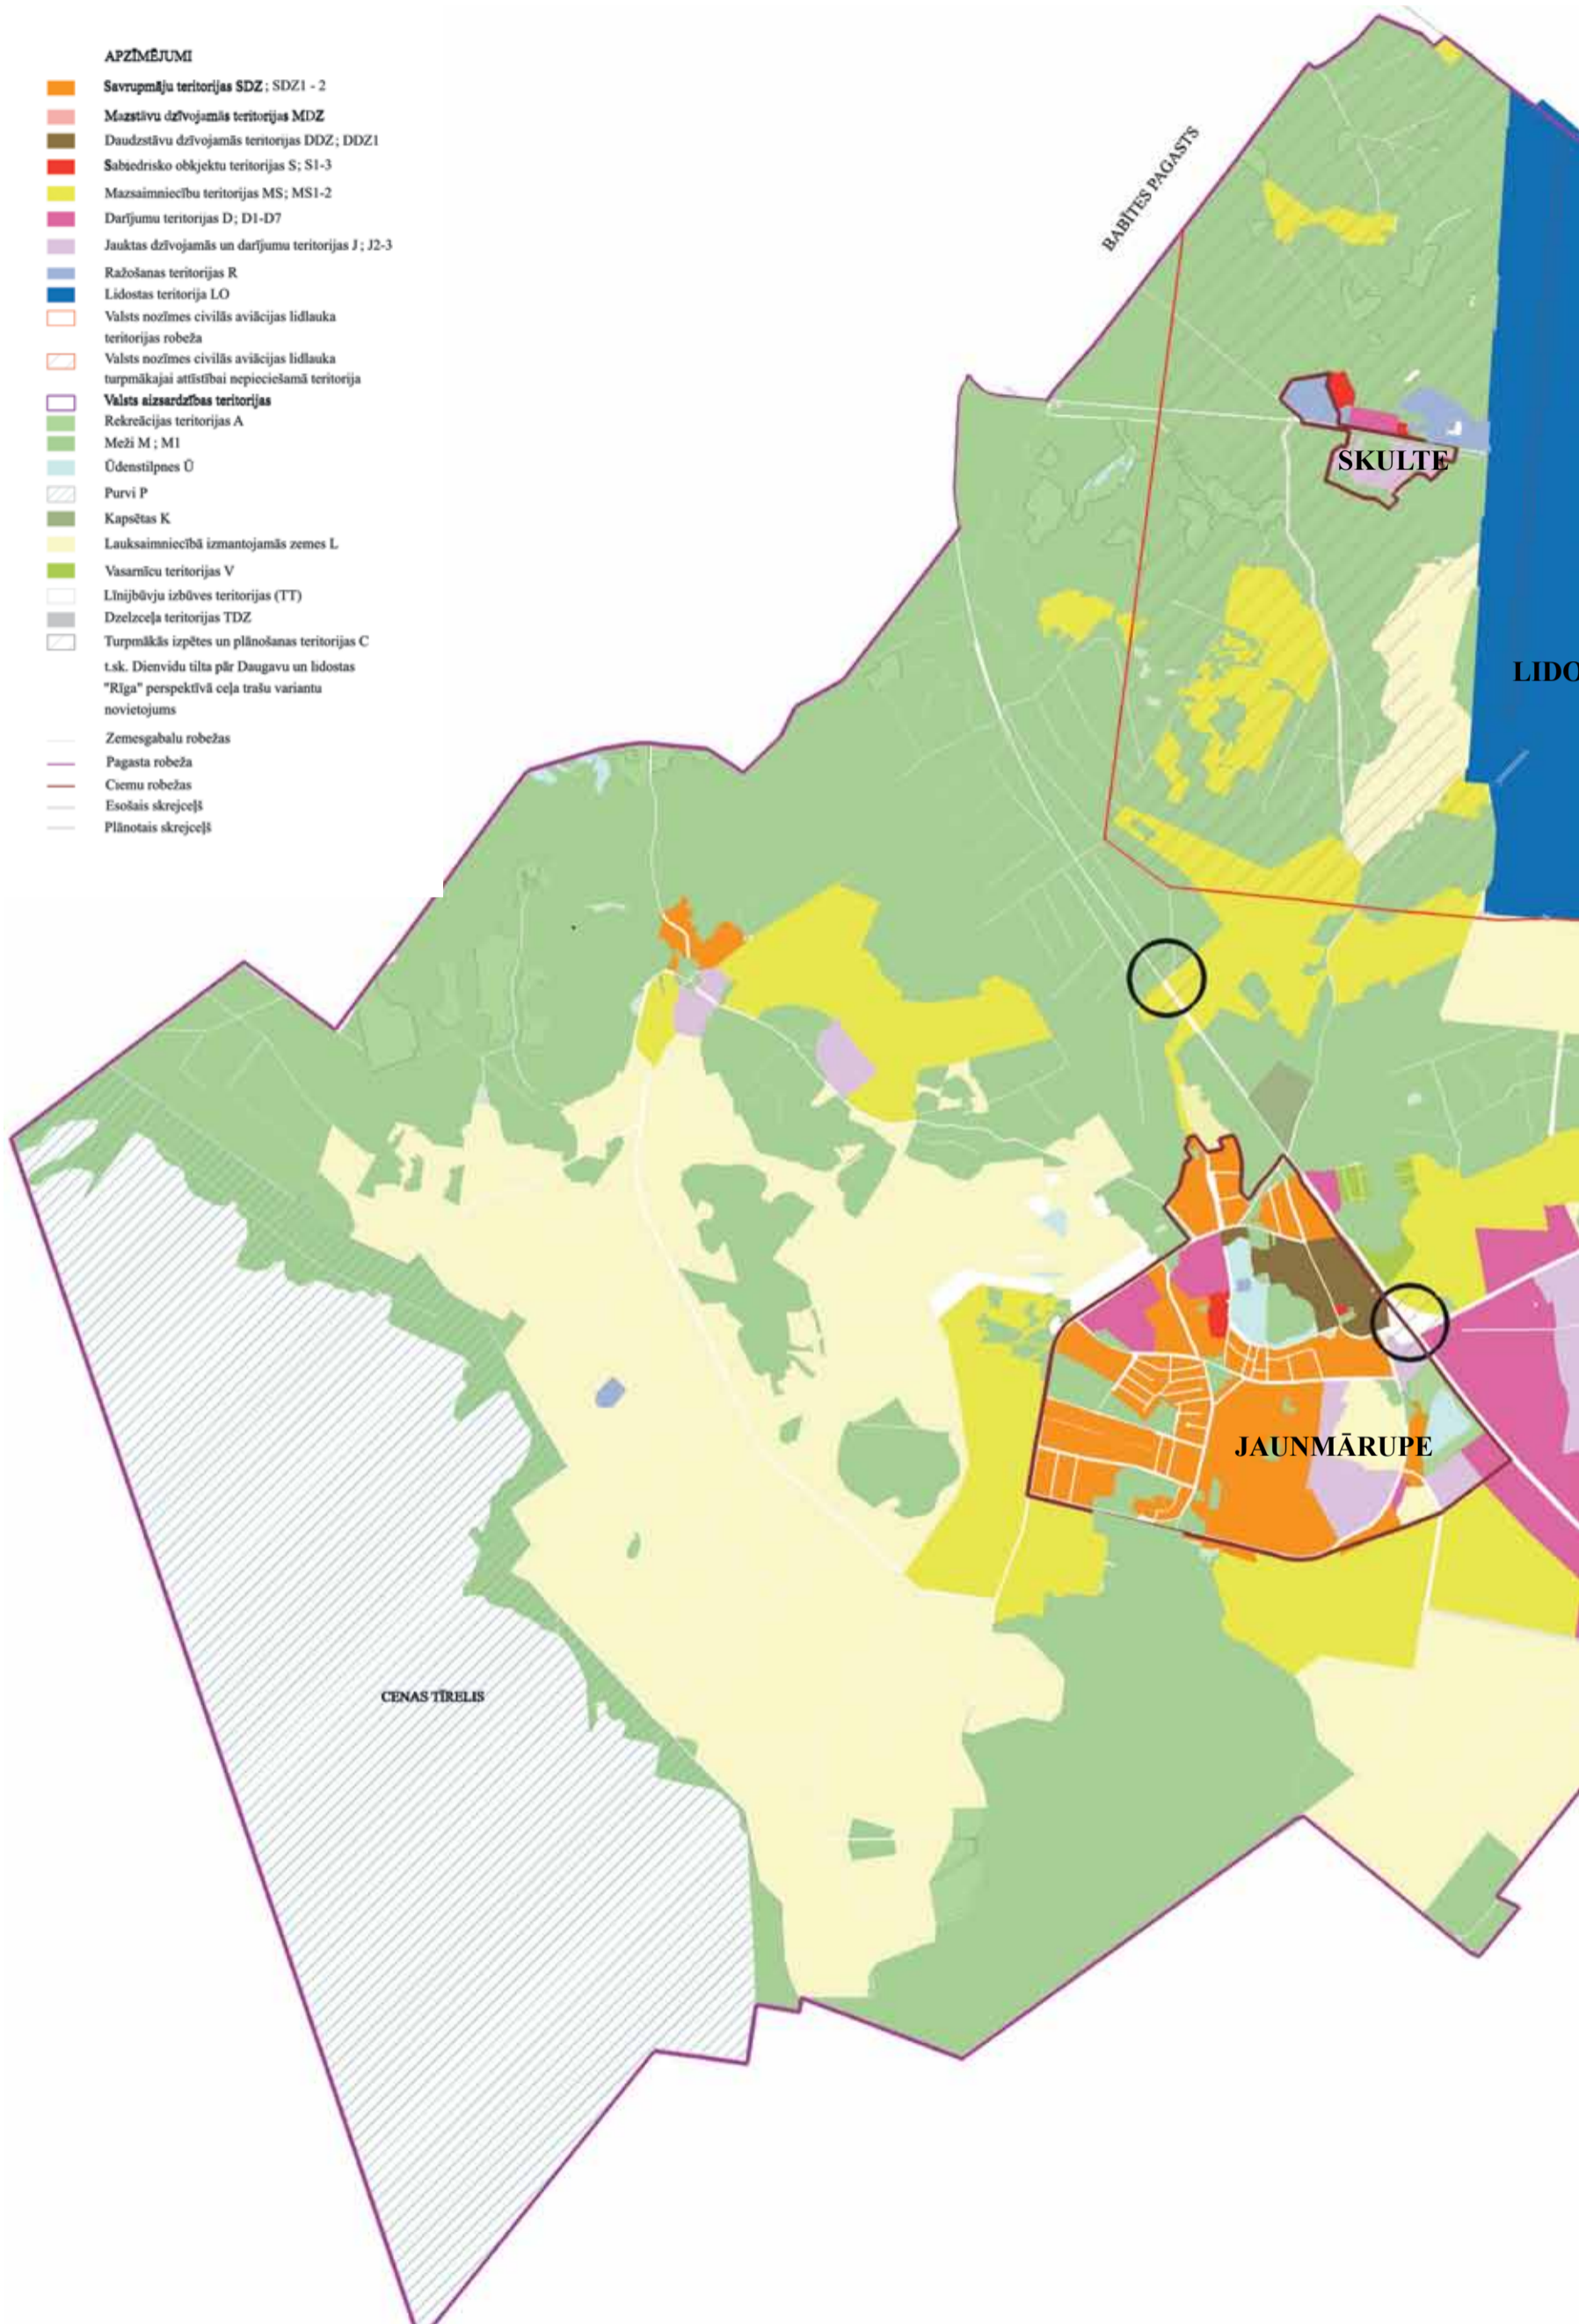 APZĪMĒJUMI
Savrupmāju teritorijas SDZ; SDZ1 - 2
Mazstāvu dzīvojamās teritorijas MDZ
Daudzstāvu dzīvojamās teritorijas DDZ; DDZ1
Sabiedrisko obkjektu teritorijas S; S1-3
Mazsaimniecību teritorijas MS; MS1-2
Darījumu teritorijas D; D1-D7
Jauktas dzīvojamās un darījumu teritorijas J; J2-3
Ražošanas teritorijas R
Lidostas teritorija LO
Valsts nozīmes civilās aviācijas lidlauka
teritorijas robeža
Valsts nozīmes civilās aviācijas lidlauka
turpmākajai attīstībai nepieciešamā teritorija
Valsts aizsardzības teritorijas
Rekreācijas teritorijas A
Meži M; M1
Ūdenstilpnes Ū
Purvi P
Kapsētas K
Lauksaimniecībā izmantojamās zemes L
Vasarnīcu teritorijas V
Līnijbūvju izbūves teritorijas (TT)
Dzelzceļa teritorijas TDZ
Turpmākās izpētes un plānošanas teritorijas C
t.sk. Dienvidu tilta pār Daugavu un lidostas
"Rīga" perspektīvā ceļa trašu variantu
novietojums
Zemesgabalu robežas
Pagasta robeža
Ciemu robežas
Esošais skrejceļš
Plānotais skrejceļš
BABĪTES PAGASTS
SKULTE
LIDO
JAUNMĀRUPE
CENAS TĪRELIS